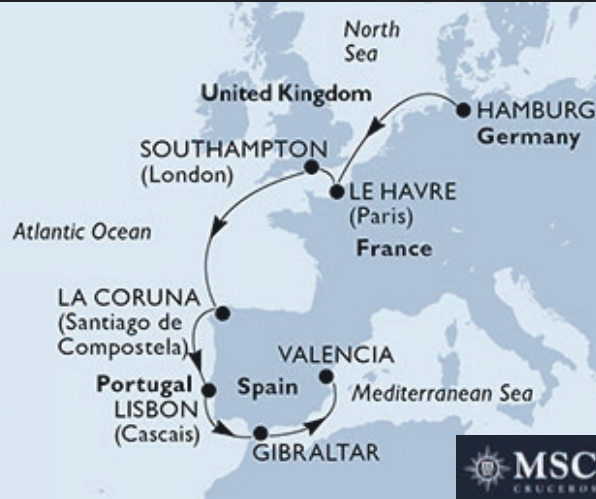 North
Sea
United Kingdom
HAMBURG
Germany
SOUTHAMPTON
(London)
LE HAVRE
(Paris)
France
Atlantic Ocean
LA CORUNA
(Santiago de
Compostela)
VALENCIA
Portugal
Spain
Mediterranean Sea
LISBON
(Cascais)
GIBRALTAR
MSC
CRUCEROS